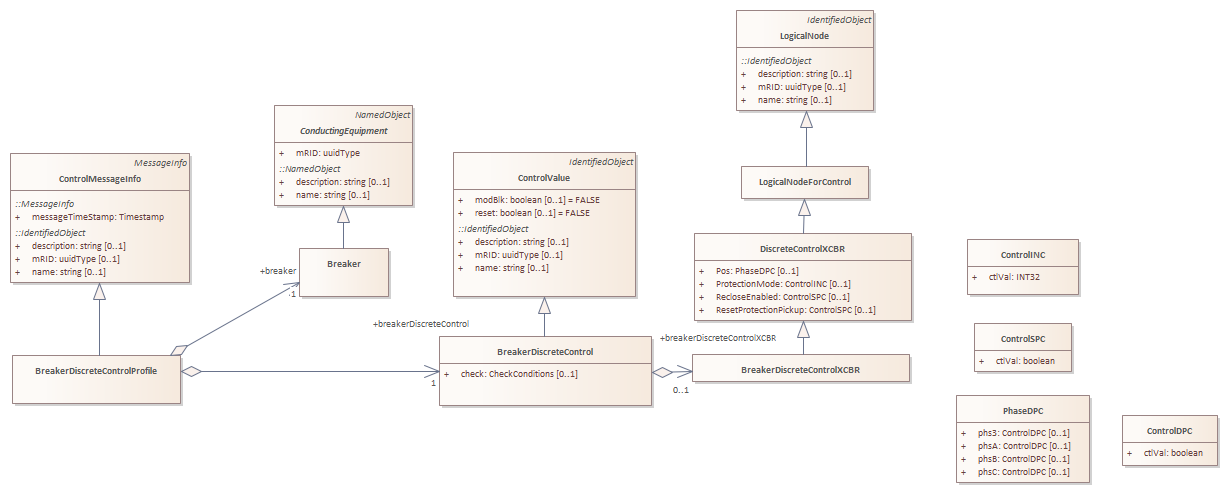 IdentifiedObject
LogicalNode
::IdentifiedObject
+ description: string [0..1]
+ mRID: uuidType [0..1]
+ name: string [0..1]
NamedObject
ConductingEquipment
+ mRID: uuidType
::NamedObject
+ description: string [0..1]
+ name: string [0..1]
MessageInfo
ControlMessageInfo
::MessageInfo
+ messageTimeStamp: Timestamp
::IdentifiedObject
+ description: string [0..1]
+ mRID: uuidType [0..1]
+ name: string [0..1]
IdentifiedObject
ControlValue
+ modBlk: boolean [0..1] = FALSE
+ reset: boolean [0..1] = FALSE
::IdentifiedObject
+ description: string [0..1]
+ mRID: uuidType [0..1]
+ name: string [0..1]
LogicalNodeForControl
DiscreteControlXCBR
+ Pos: PhaseDPC [0..1]
+ ProtectionMode: ControlINC [0..1]
+ RecloseEnabled: ControlSPC [0..1]
+ ResetProtectionPickup: ControlSPC [0..1]
ControlINC
+ ctlVal: INT32
Breaker
+breaker
1
+breakerDiscreteControl
+breakerDiscreteControlXCBR
ControlSPC
+ ctlVal: boolean
BreakerDiscreteControlProfile
1
BreakerDiscreteControl
+ check: CheckConditions [0..1]
0..1
BreakerDiscreteControlXCBR
PhaseDPC
+ phs3: ControlDPC [0..1]
+ phsA: ControlDPC [0..1]
+ phsB: ControlDPC [0..1]
+ phsC: ControlDPC [0..1]
ControlDPC
+ ctlVal: boolean